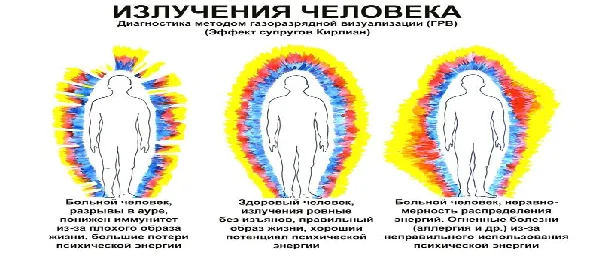 ИЗЛУЧЕНИЯ ЧЕЛОВЕКА
Диагностика методом газоразрядной визуализации (ГРВ)
(Эффект супругов Кирлиан)
Больной человек,
разрывы в ауре,
понижен иммунитет
из-за плохого образа
жизни, большие потери
психической энергии
Здоровый человек,
излучения ровные
без изъянов, правильный
образ жизни, хороший
потенциал психической
энергии
Больной человек, неравно-
мерность распределения
энергий. Огненные болезни
(аллергия и др.) из-за
неправильного использования
психической энергии